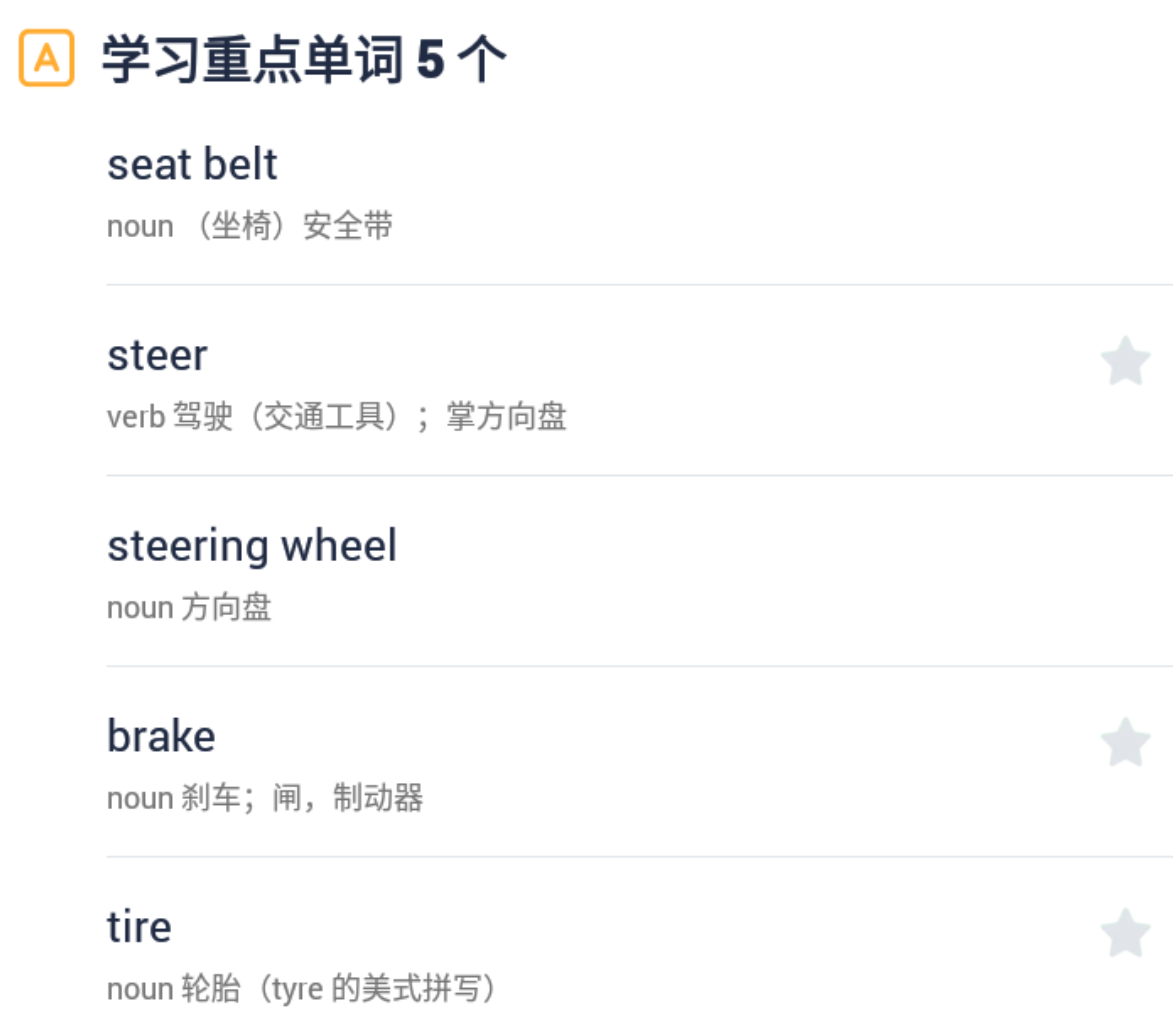 A 学习重点单词 5 个
seat belt
noun （坐椅）安全带
steer
verb 驾驶（交通工具）；掌方向盘
steering wheel
noun 方向盘
brake
noun 刹车；闸，制动器
tire
noun 轮胎（tyre 的美式拼写）